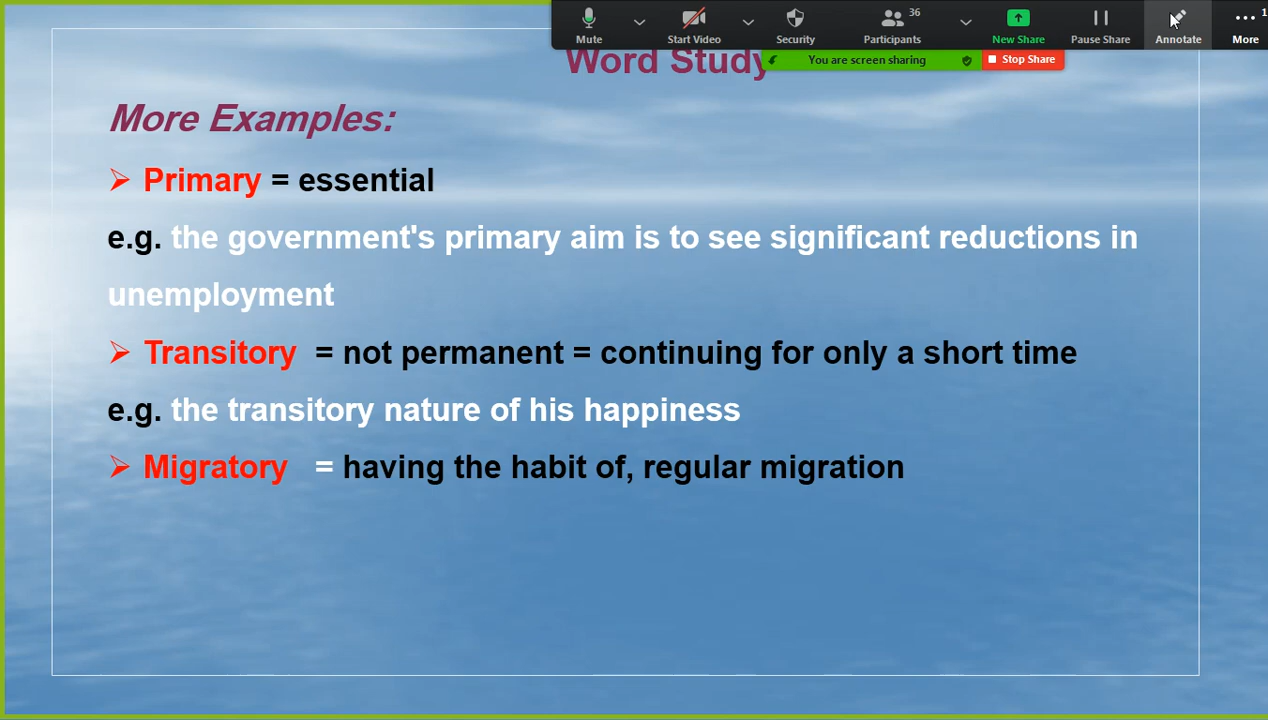 36
1
Mute
Start Video
Security
Participants
New Share
Pause Share
Annotate
More
You are screen sharing
Stop Share
Word Study
More Examples:
Primary = essential
e.g. the government's primary aim is to see significant reductions in
unemployment
Transitory = not permanent = continuing for only a short time
e.g. the transitory nature of his happiness
Migratory = having the habit of, regular migration